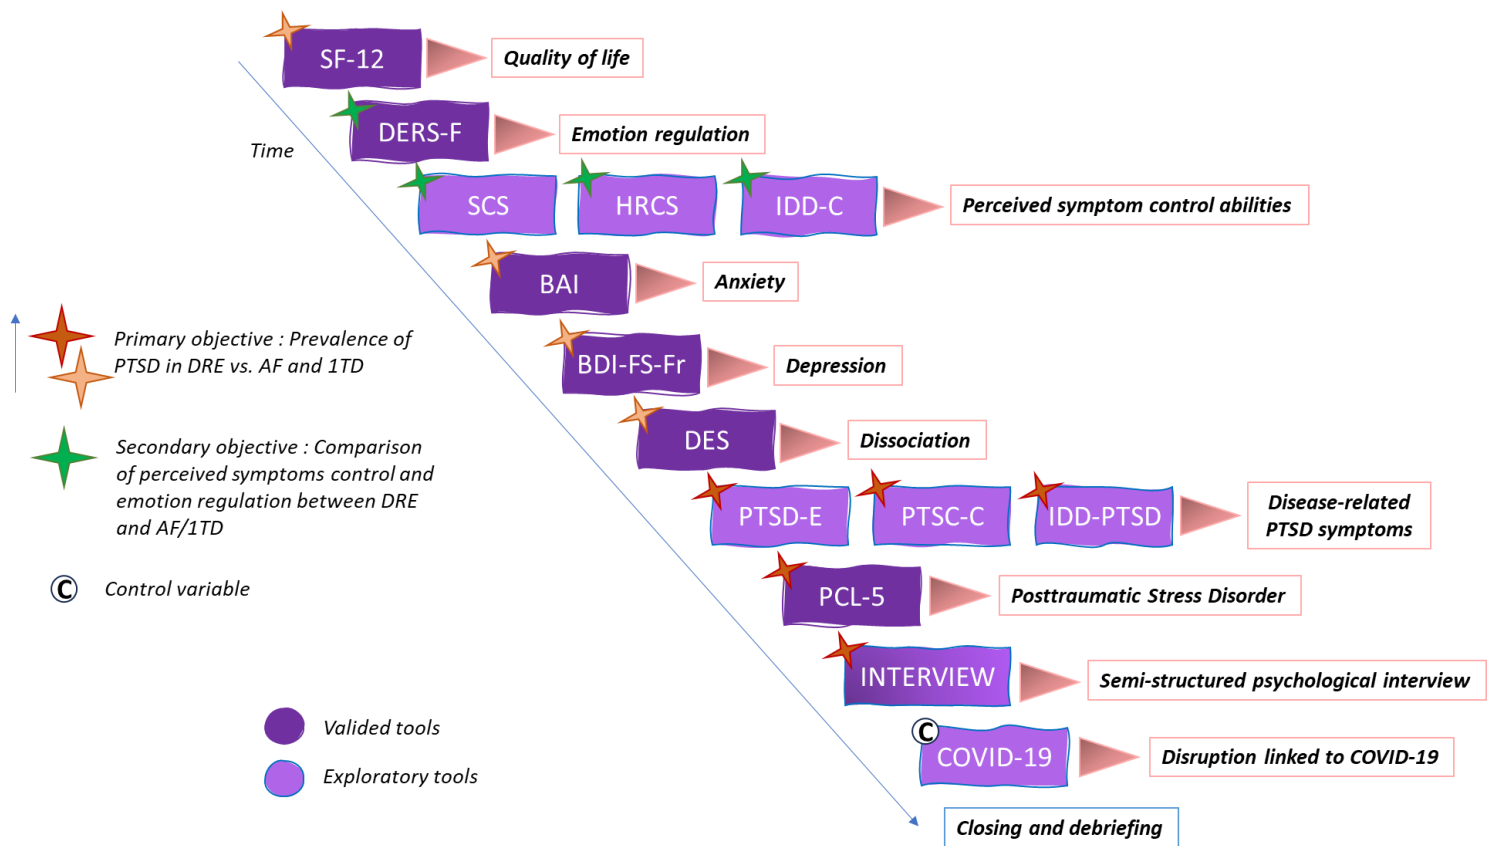 SF-12
Quality of life
DERS-F
Emotion regulation
Time
SCS
HRCS
IDD-C
Perceived symptom control abilities
BAI
Anxiety
Primary objective : Prevalence of
PTSD in DRE vs. AF and 1TD
BDI-FS-Fr
Depression
DES
Dissociation
Secondary objective : Comparison
of perceived symptoms control and
emotion regulation between DRE
and AF/1TD
PTSD-E
PTSC-C
IDD-PTSD
Disease-related
PTSD symptoms
C
Control variable
PCL-5
Posttraumatic Stress Disorder
INTERVIEW
Semi-structured psychological interview
Valided tools
Exploratory tools
C
COVID-19
Disruption linked to COVID-19
Closing and debriefing